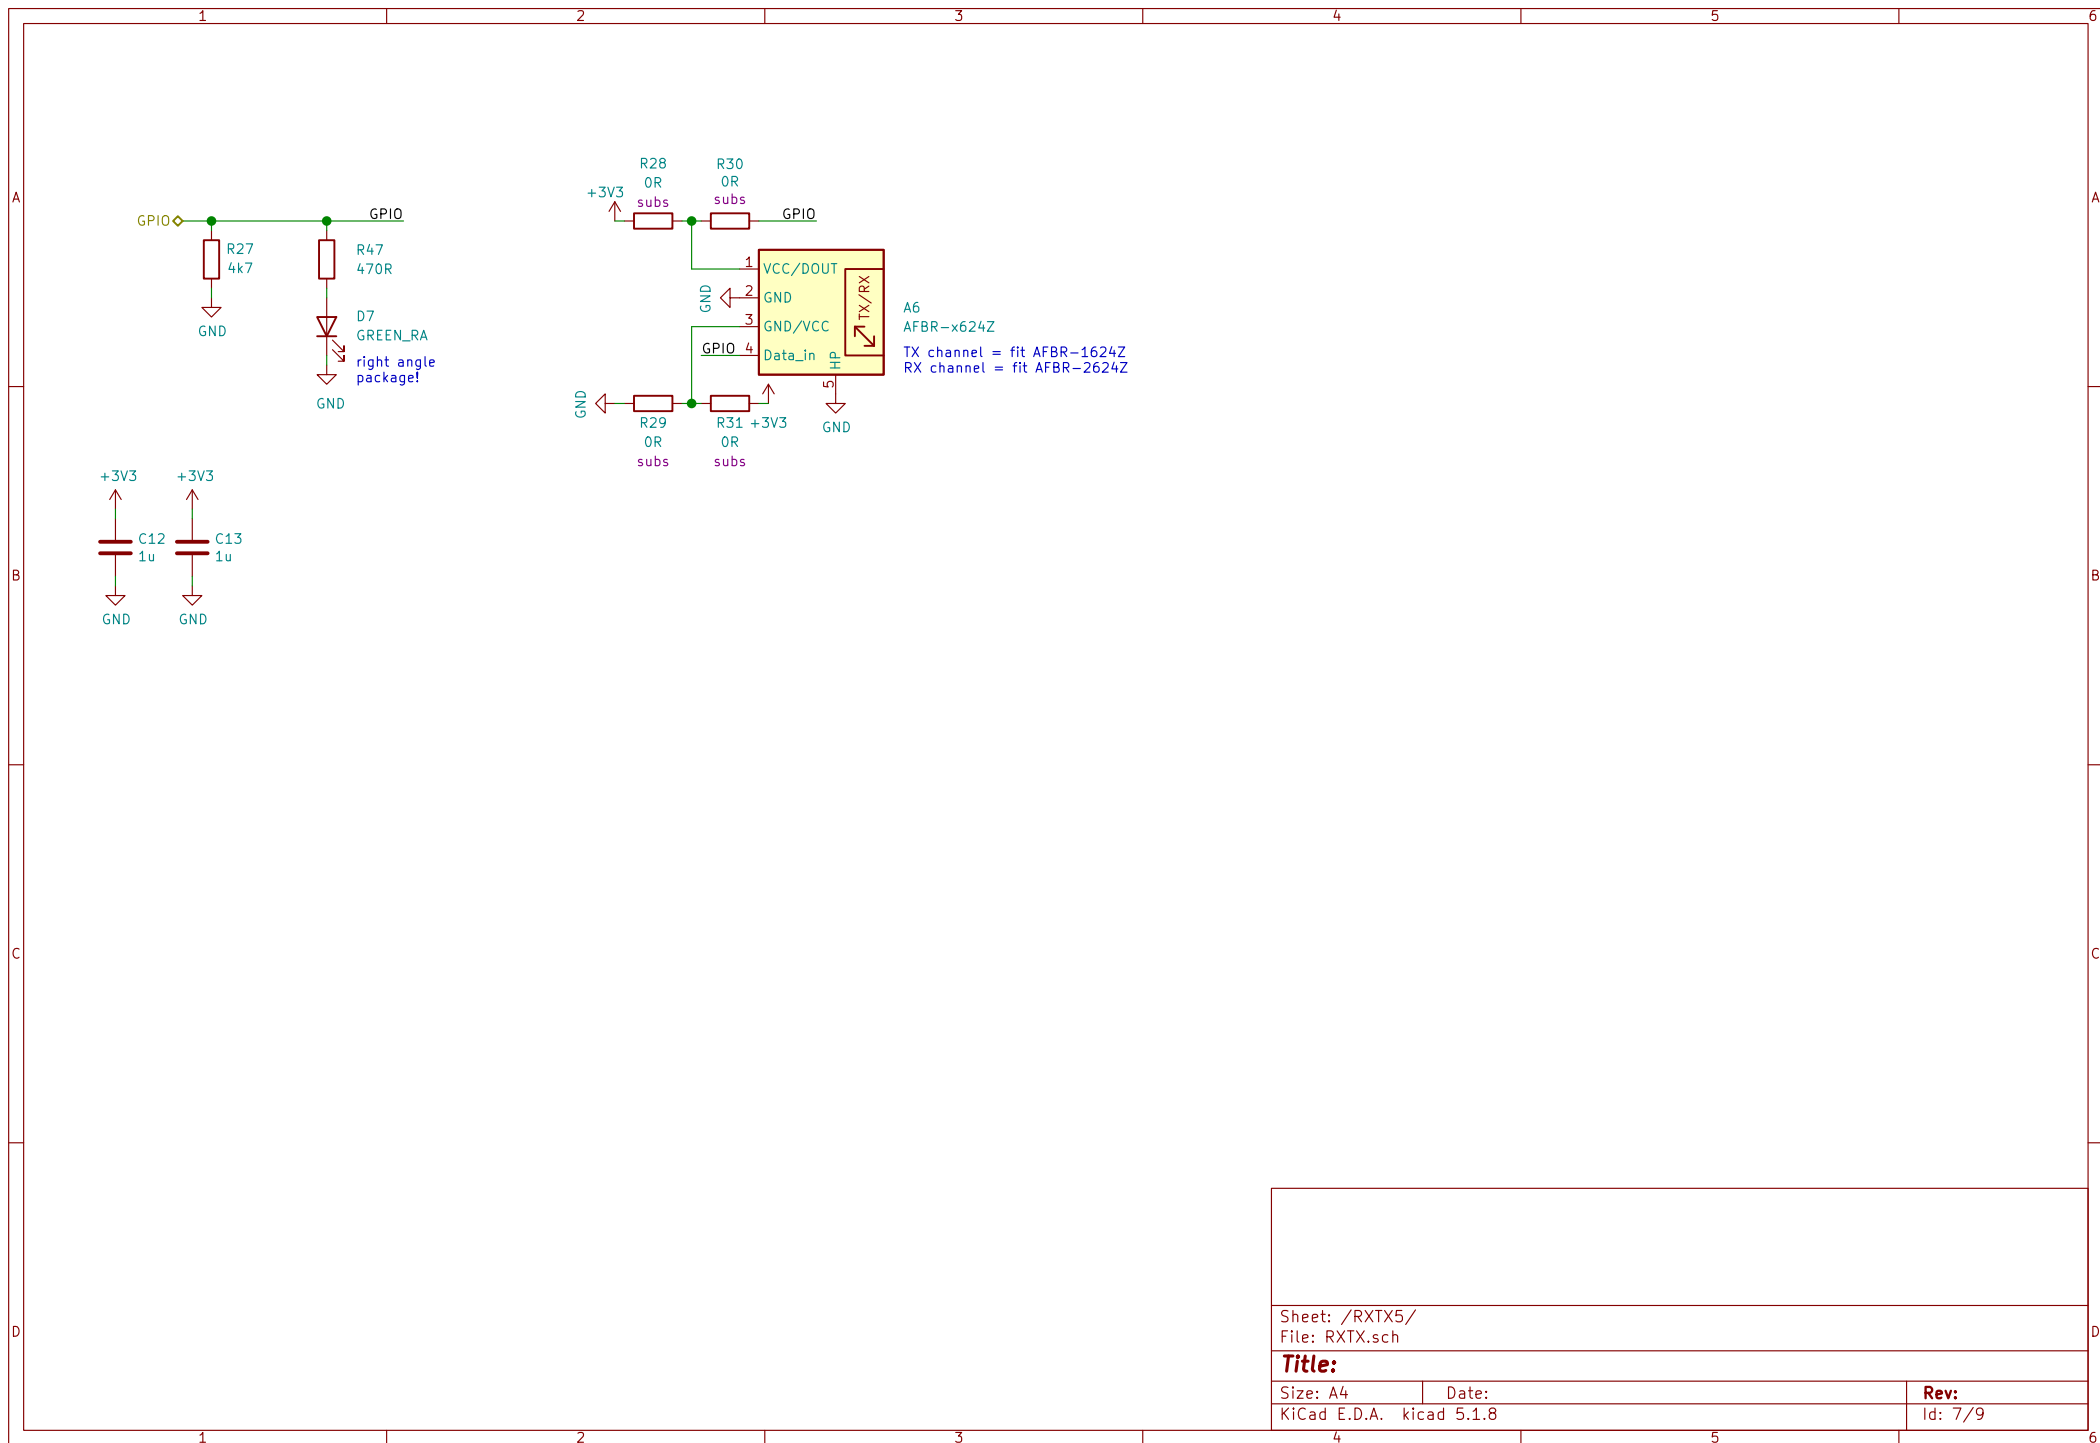 1 2 3 4 5 6
A A
B B
C C
D D
GPIO
GPIO
R27
4k7
GND
R47
470R
D7
GREEN_RA
right angle
package!
GND
+3V3
R28
0R
subs
R30
0R
subs
GPIO
1 VCC/DOUT
GND 2 GND
3 GND/VCC
GPIO 4 Data_in
TX/RX
HP
5
GND
A6
AFBR-x624Z
TX channel = fit AFBR-1624Z
RX channel = fit AFBR-2624Z
GND
R29
0R
subs
R31 +3V3
0R
subs
+3V3
C12
1u
GND
+3V3
C13
1u
GND
Sheet: /RXTX5/
File: RXTX.sch
Title:
Size: A4 Date: Rev:
KiCad E.D.A. kicad 5.1.8 Id: 7/9
1 2 3 4 5 6